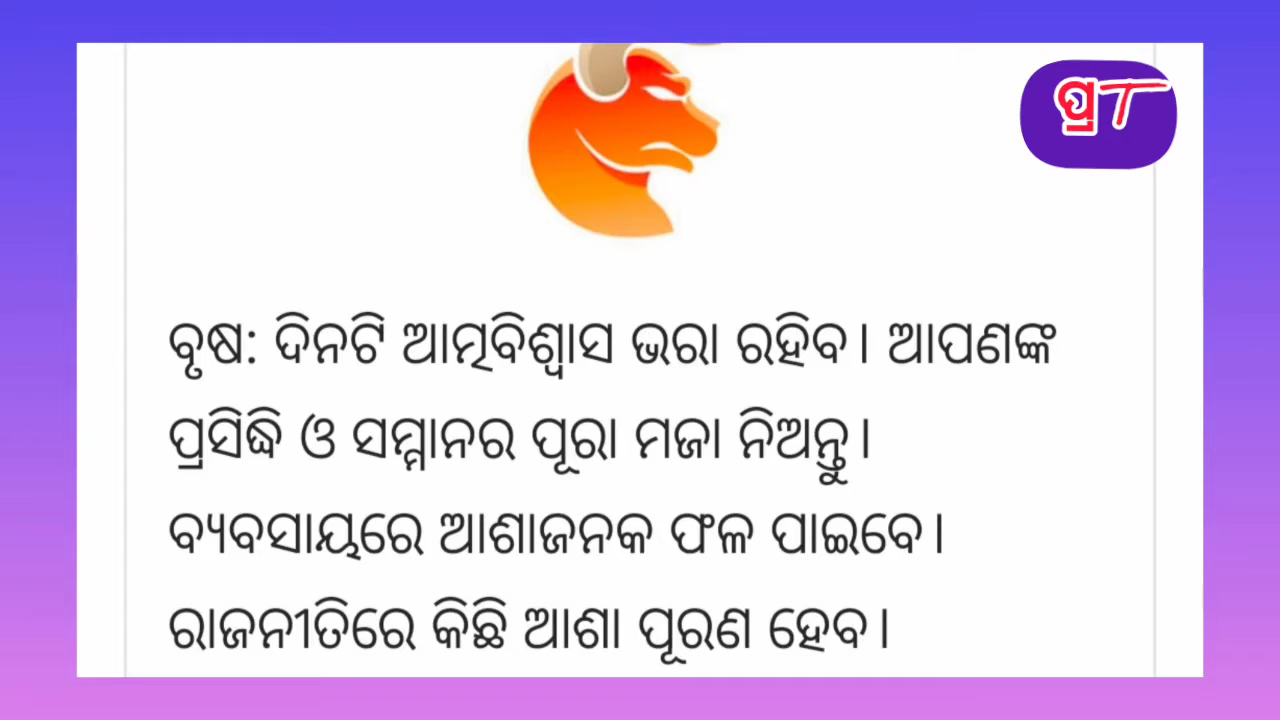 ପ୍ରT
ବୃଷ: ଦିନଟି ଆତ୍ମବିଶ୍ୱାସ ଭରା ରହିବ। ଆପଣଙ୍କ
ପ୍ରସିଦ୍ଧି ଓ ସମ୍ମାନର ପୂରା ମଜା ନିଅନ୍ତୁ।
ବ୍ୟବସାୟରେ ଆଶାଜନକ ଫଳ ପାଇବେ।
ରାଜନୀତିରେ କିଛି ଆଶା ପୂରଣ ହେବ।